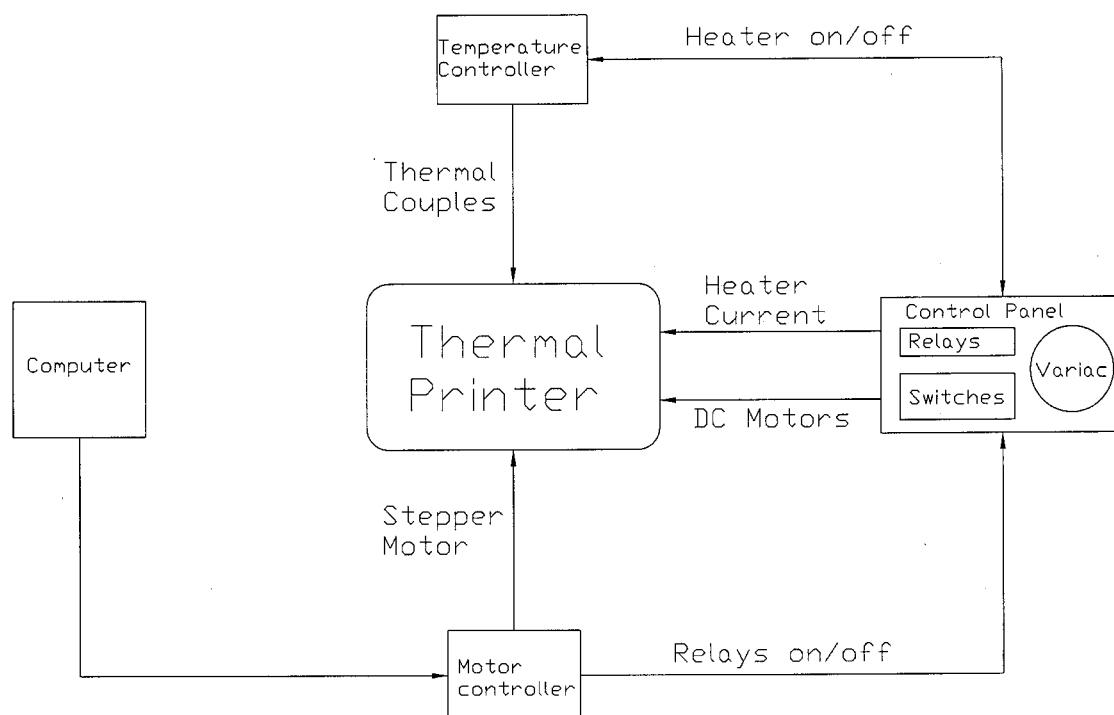 Temperature
Controller
Heater on/off
Thermal
Couples
Heater
Current
Control Panel
Relays
Variac
Switches
Thermal
Printer
Computer
DC Motors
Stepper
Motor
Motor
controller
Relays on/off